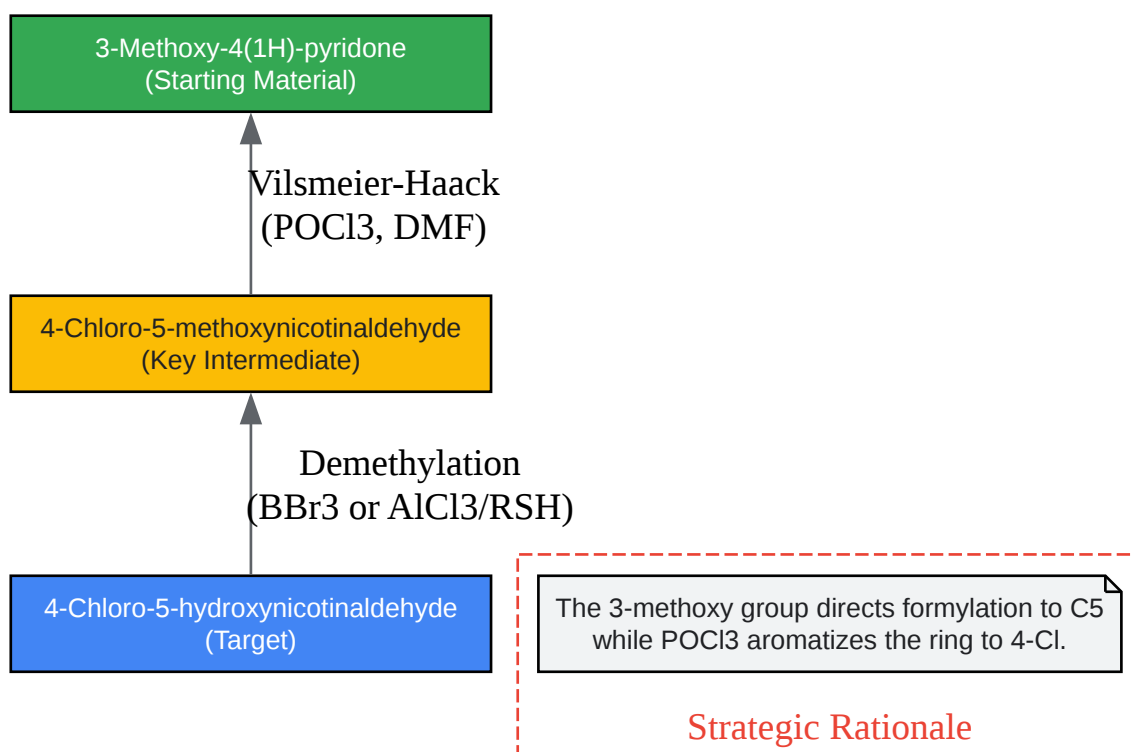 3-Methoxy-4(1H)-pyridone
(Starting Material)
Vilsmeier-Haack
(POCl3, DMF)
4-Chloro-5-methoxynicotinaldehyde
(Key Intermediate)
Demethylation
(BBr3 or AlCl3/RSH)
4-Chloro-5-hydroxynicotinaldehyde
(Target)
The 3-methoxy group directs formylation to C5
while POCl3 aromatizes the ring to 4-Cl.
Strategic Rationale